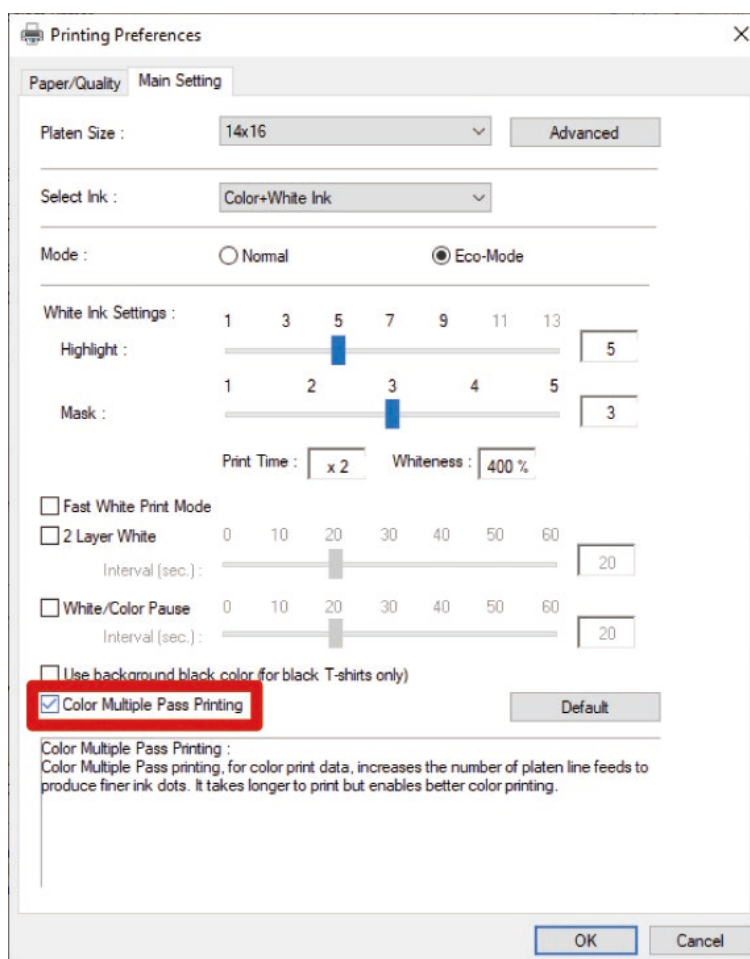 Printing Preferences
Paper/Quality Main Setting
Platen Size : 14x16 Advanced
Select Ink : Color+White Ink
Mode : Normal Eco-Mode
White Ink Settings : 1 3 5 7 9 11 13
Highlight : 5
1 2 3 4 5
Mask : 3
Print Time : x 2 Whiteness : 400 %
Fast White Print Mode
2 Layer White 0 10 20 30 40 50 60
Interval (sec.) : 20
White/Color Pause 0 10 20 30 40 50 60
Interval (sec.) : 20
Use background black color (for black T-shirts only)
Color Multiple Pass Printing Default
Color Multiple Pass Printing :
Color Multiple Pass printing, for color print data, increases the number of platen line feeds to
produce finer ink dots. It takes longer to print but enables better color printing.
OK Cancel